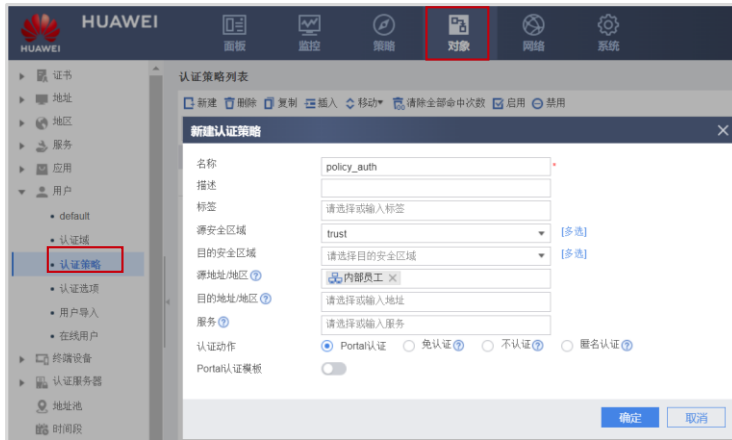 HUAWEI
HUAWEI
面板
监控
策略
对象
网络
系统
证书
地址
地区
服务
应用
用户
default
认证域
认证策略
认证选项
用户导入
在线用户
终端设备
认证服务器
地址池
时间段
认证策略列表
新建 删除 复制 插入 移动 清除全部命中次数 启用 禁用
新建认证策略
名称 policy_auth *
描述
标签 请选择或输入标签
源安全区域 trust [多选]
目的安全区域 请选择目的安全区域 [多选]
源地址/地区 内部员工
目的地址/地区 请选择或输入地址
服务 请选择或输入服务
认证动作 Portal认证 免认证 不认证 匿名认证
Portal认证模板
确定 取消